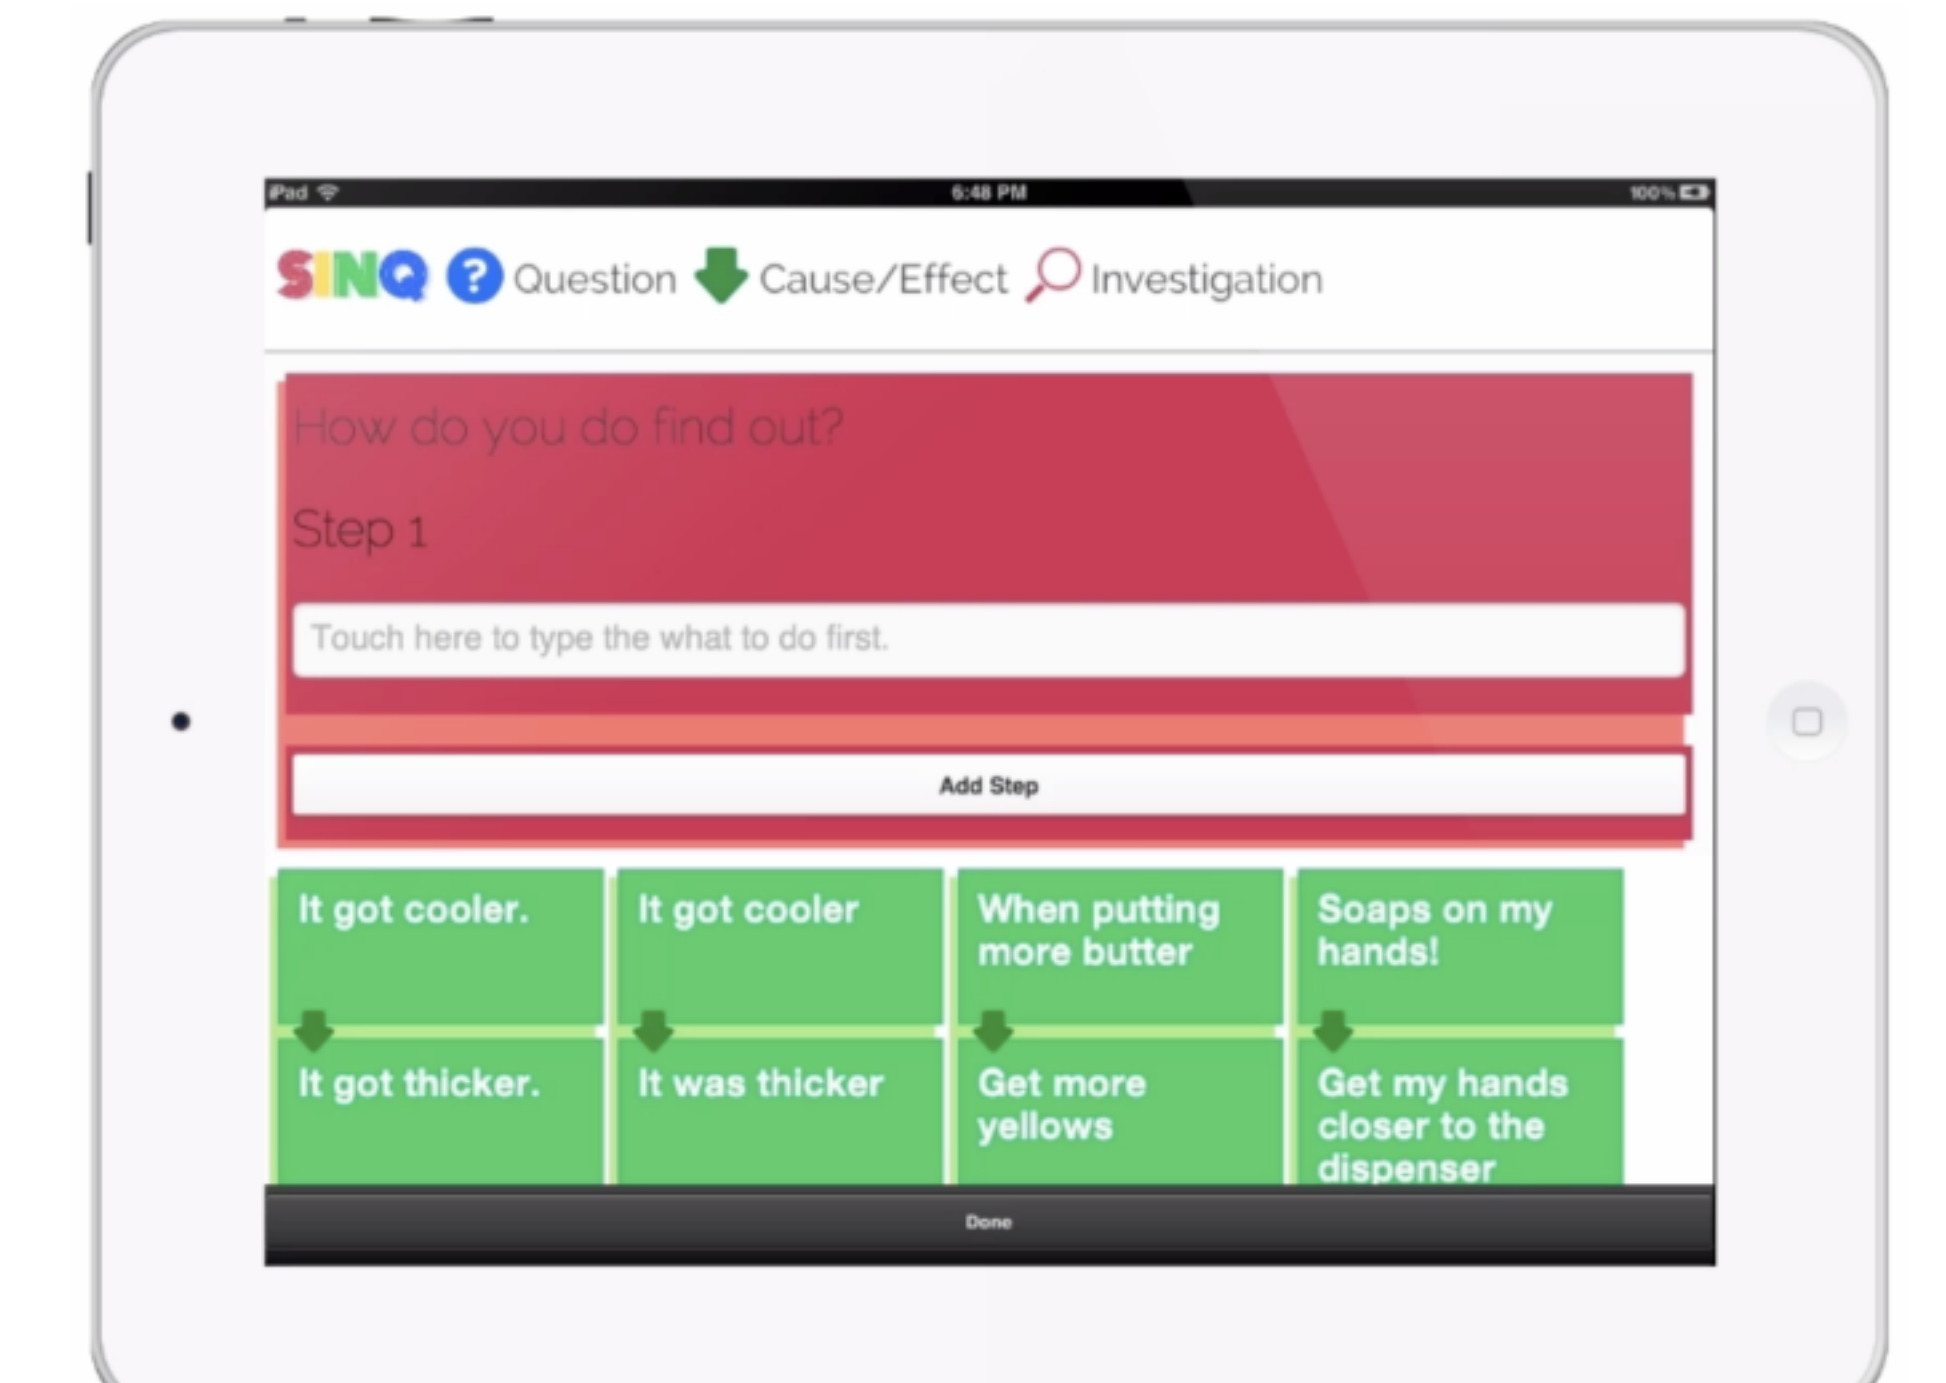 iPad
6:48 PM
100%
SINQ ? Question Cause/Effect Investigation
How do you do find out?
Step 1
Touch here to type the what to do first.
Add Step
It got cooler.
It got thicker.
It got cooler
It was thicker
When putting
more butter
Get more
yellows
Soaps on my
hands!
Get my hands
closer to the
dispenser
Done